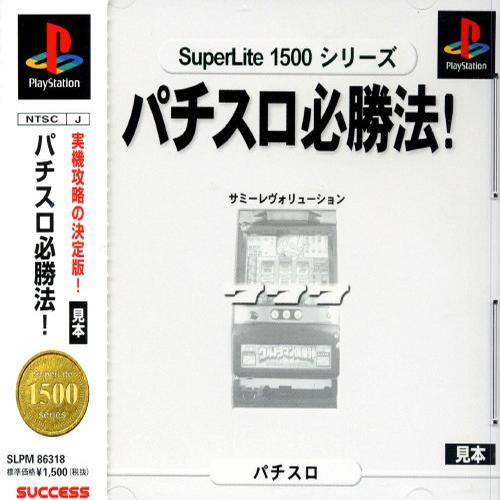 PlayStation
NTSC J
実機攻略の決定版!
パチスロ必勝法!
見本
SuperLite
1500
series
SLPM 86318
標準価格¥1,500(税抜)
SUCCESS
PlayStation
SuperLite 1500 シリーズ
パチスロ必勝法!
サミーレヴォリューション
ウルトラマン倶楽部
見本
パチスロ